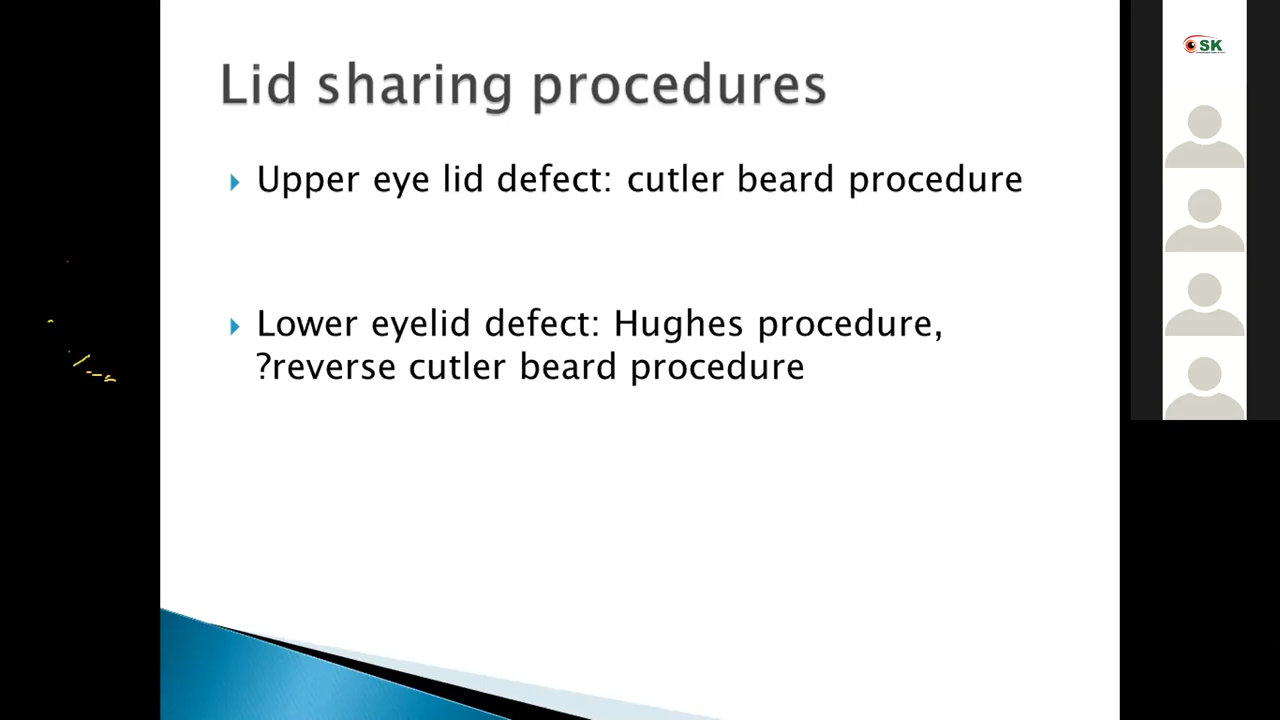 Lid sharing procedures
Upper eye lid defect: cutler beard procedure
Lower eyelid defect: Hughes procedure,
?reverse cutler beard procedure
SK